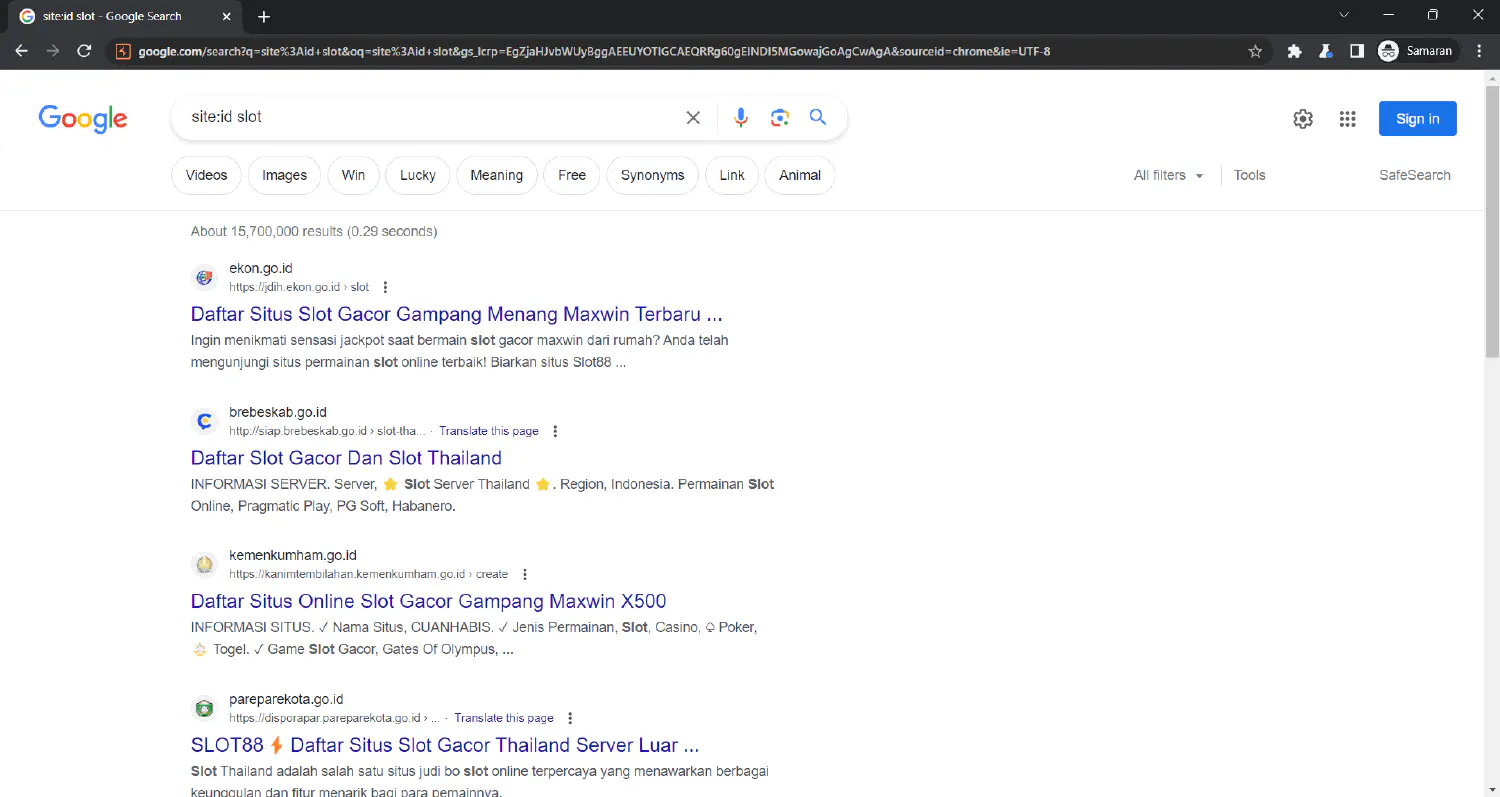 site:id slot - Google Search
google.com/search?q=site%3Aid+slot&oq=site%3Aid+slot&gs_lcrp=EgZjaHJvbWUyBggAEEUYOTIGCAEQRRg60gEINDI5MGowajGoAgCwAgA&sourceid=chrome&ie=UTF-8
Samaran
Google
site:id slot
Sign in
Videos Images Win Lucky Meaning Free Synonyms Link Animal
All filters Tools SafeSearch
About 15,700,000 results (0.29 seconds)
ekon.go.id
https://jdih.ekon.go.id › slot
Daftar Situs Slot Gacor Gampang Menang Maxwin Terbaru ...
Ingin menikmati sensasi jackpot saat bermain slot gacor maxwin dari rumah? Anda telah
mengunjungi situs permainan slot online terbaik! Biarkan situs Slot88 ...
brebeskab.go.id
http://siap.brebeskab.go.id › slot-tha... · Translate this page
Daftar Slot Gacor Dan Slot Thailand
INFORMASI SERVER. Server, ⭐ Slot Server Thailand ⭐. Region, Indonesia. Permainan Slot
Online, Pragmatic Play, PG Soft, Habanero.
kemenkumham.go.id
https://kanimtembilahan.kemenkumham.go.id › create
Daftar Situs Online Slot Gacor Gampang Maxwin X500
INFORMASI SITUS. ✓ Nama Situs, CUANHABIS. ✓ Jenis Permainan, Slot, Casino, ♤ Poker,
Togel. ✓ Game Slot Gacor, Gates Of Olympus, ...
pareparekota.go.id
https://disporapar.pareparekota.go.id › ... · Translate this page
SLOT88⚡ Daftar Situs Slot Gacor Thailand Server Luar ...
Slot Thailand adalah salah satu situs judi bo slot online terpercaya yang menawarkan berbagai
keunggulan dan fitur menarik bagi para pemainnya.